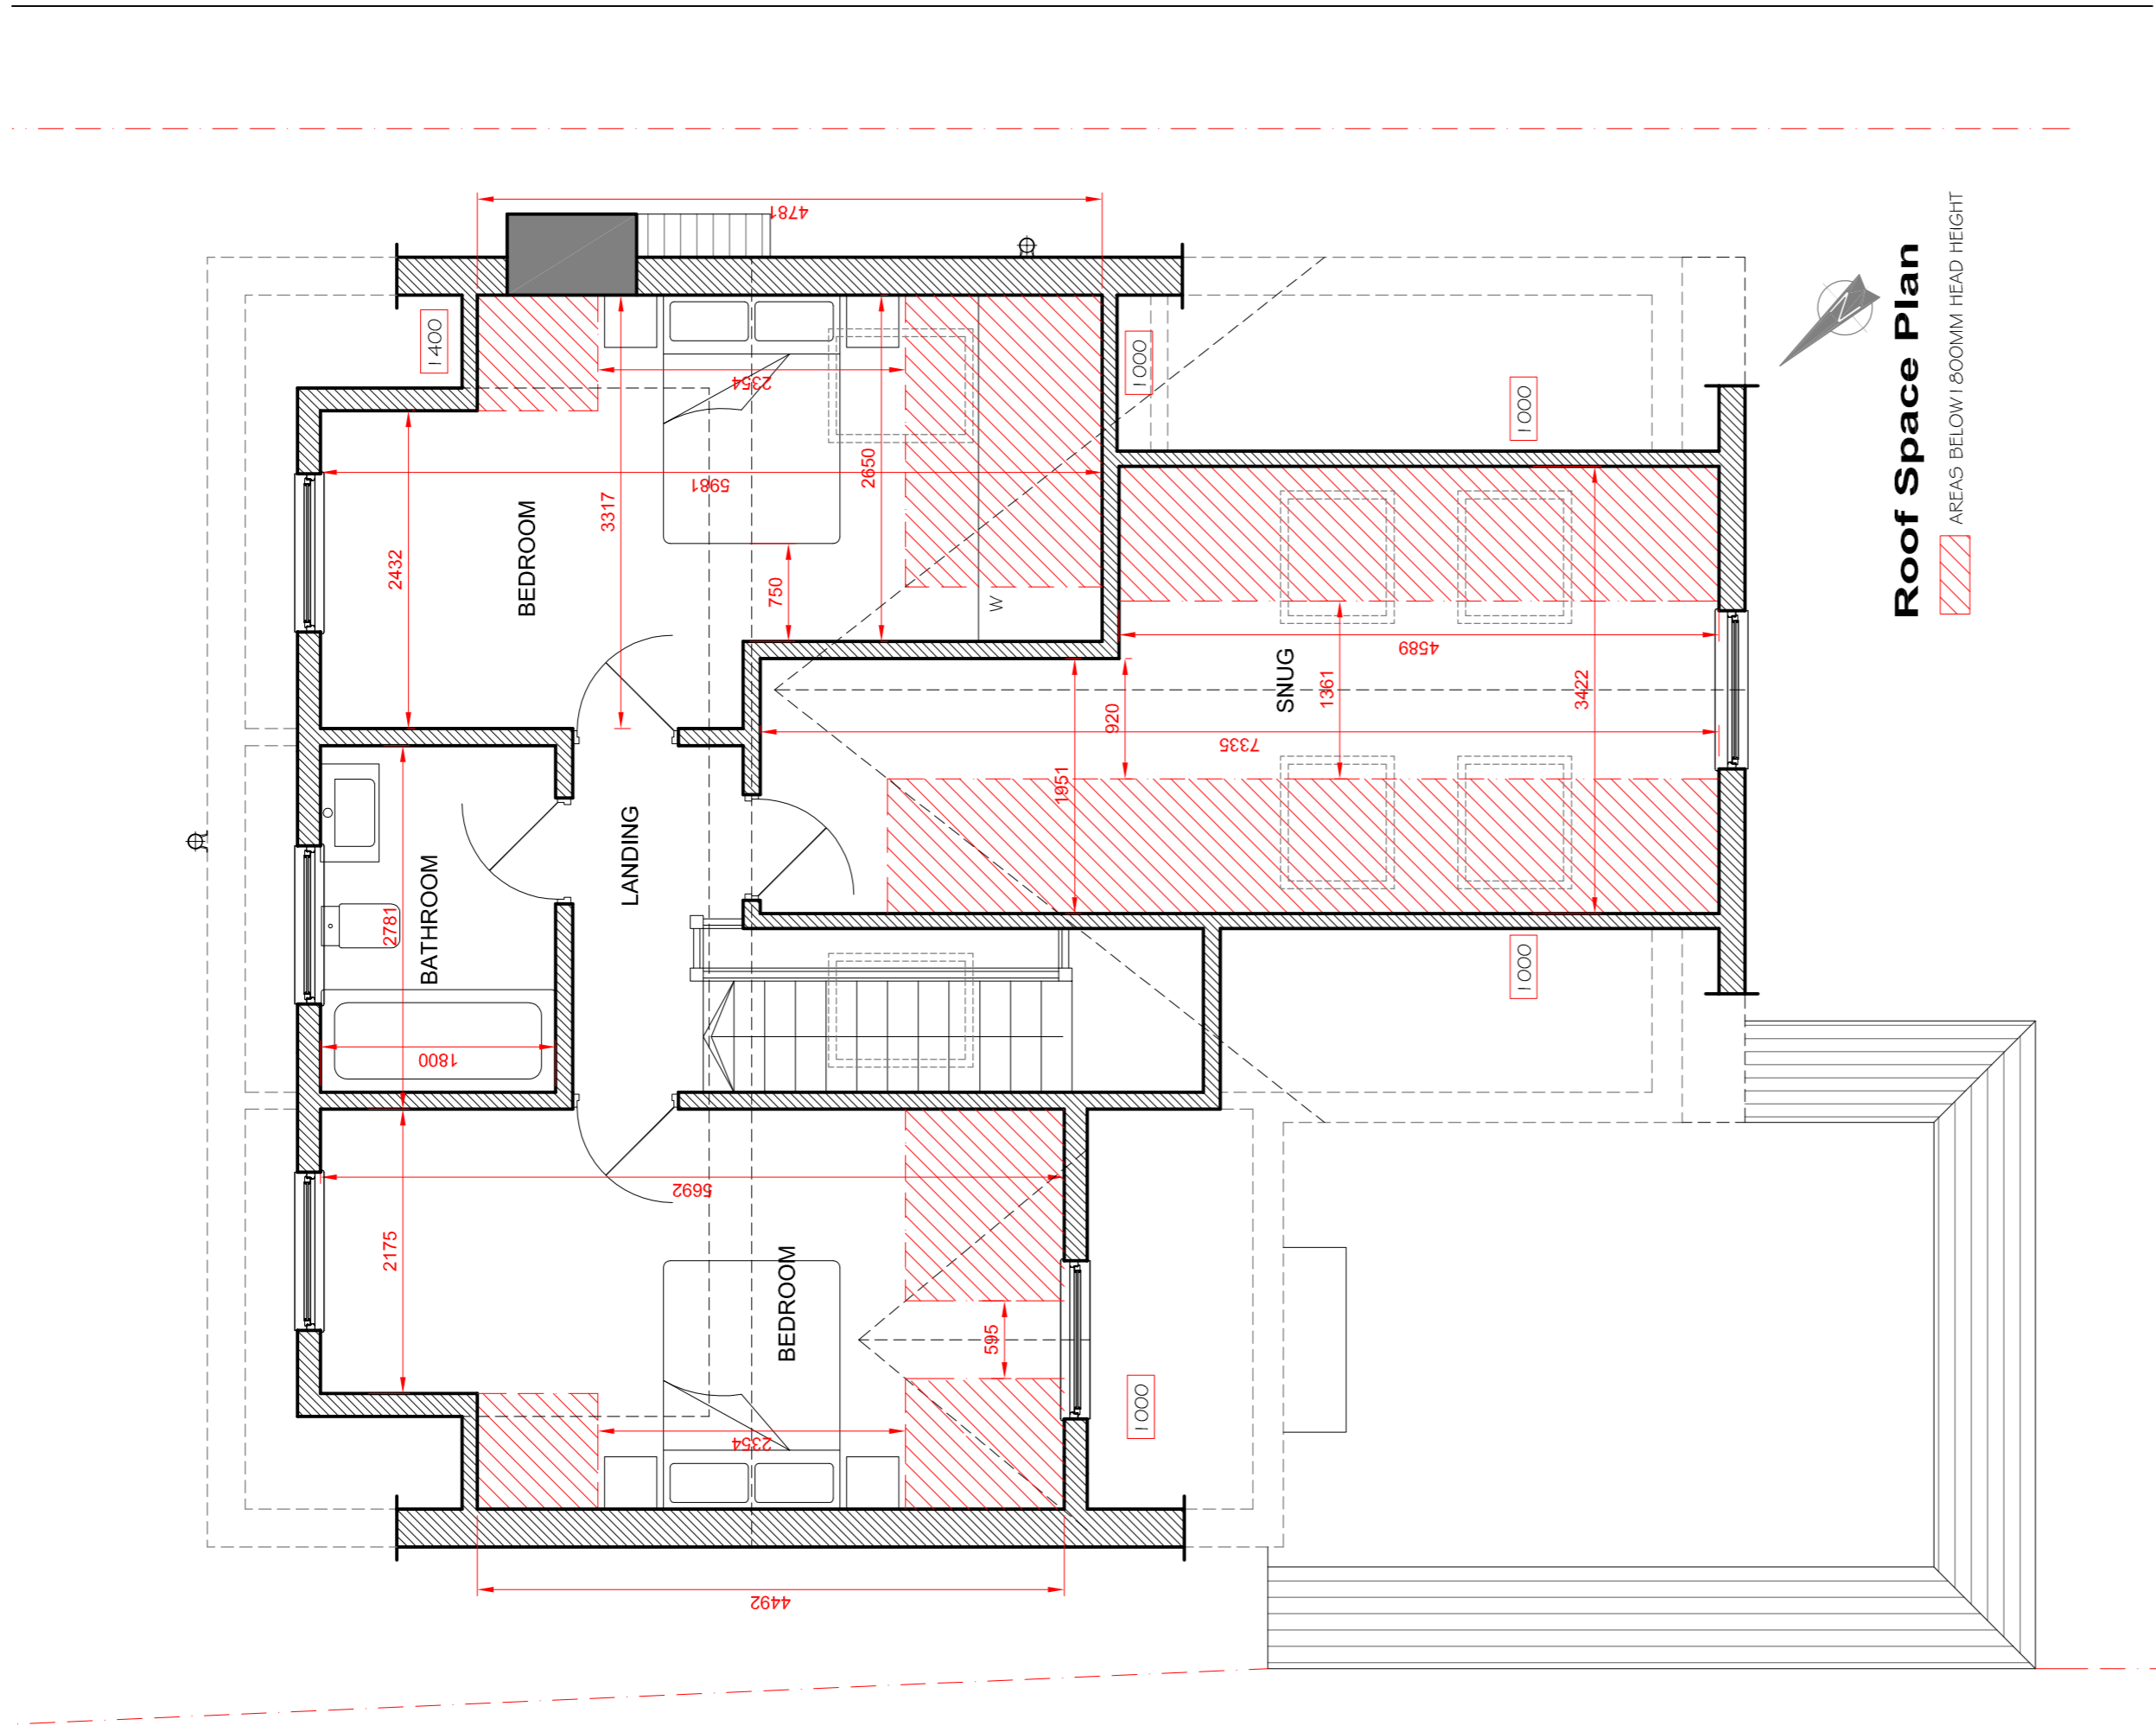 Roof Space Plan
AREAS BELOW 1800MM HEAD HEIGHT
N
4781
1400
1000
1000
2354
2650
5981
3317
2432
BEDROOM
750
W
4589
SNUG
1361
3422
920
7335
1951
LANDING
BATHROOM
2781
1800
1000
5692
2175
BEDROOM
595
1000
2354
4492